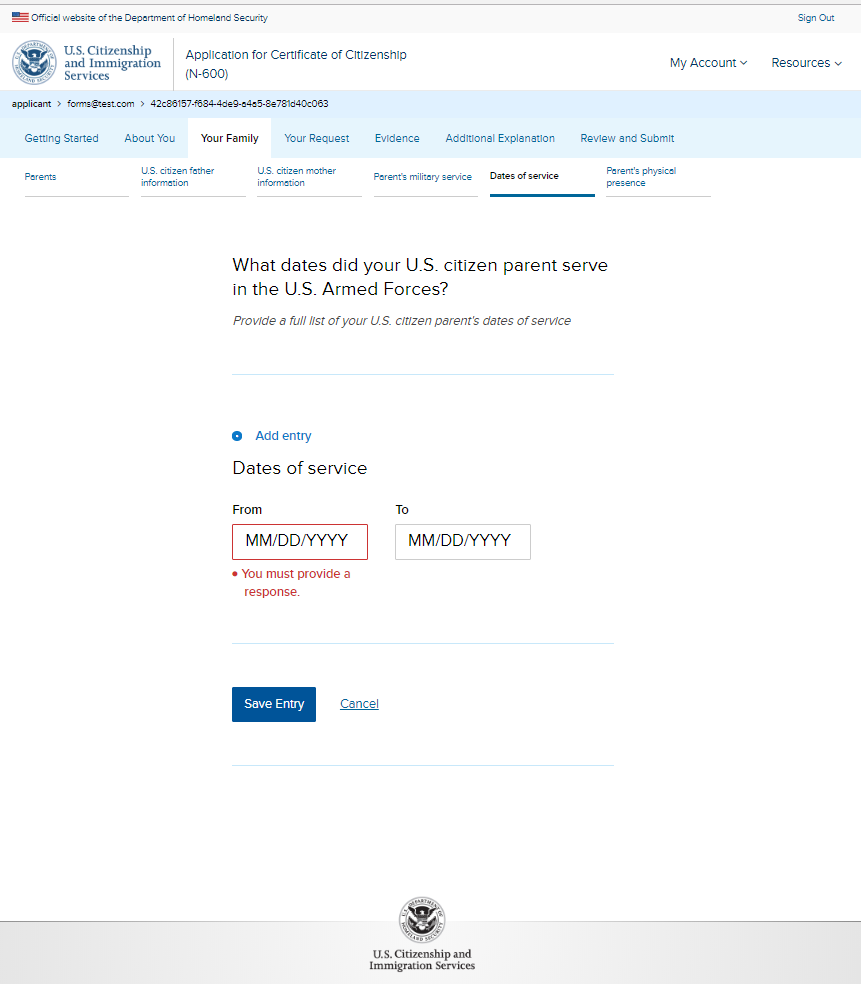 Official website of the Department of Homeland Security
Sign Out
U.S. Citizenship
and Immigration
Services
Application for Certificate of Citizenship
(N-600)
My Account
Resources
applicant > forms@test.com > 42c86157-f684-4de9-a4a5-8e781d40c063
Getting Started
About You
Your Family
Your Request
Evidence
Additional Explanation
Review and Submit
Parents
U.S. citizen father
information
U.S. citizen mother
information
Parent's military service
Dates of service
Parent's physical
presence
What dates did your U.S. citizen parent serve
in the U.S. Armed Forces?
Provide a full list of your U.S. citizen parent's dates of service
Add entry
Dates of service
From
To
MM/DD/YYYY
MM/DD/YYYY
• You must provide a
response.
Save Entry
Cancel
U.S. Citizenship and
Immigration Services